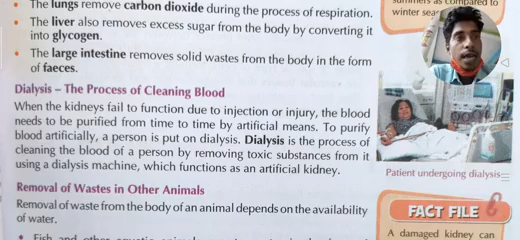 • The lungs remove carbon dioxide during the process of respiration.
• The liver also removes excess sugar from the body by converting it
into glycogen.
• The large intestine removes solid wastes from the body in the form
of faeces.
Dialysis – The Process of Cleaning Blood
When the kidneys fail to function due to injection or injury, the blood
needs to be purified from time to time by artificial means. To purify
blood artificially, a person is put on dialysis. Dialysis is the process of
cleaning the blood of a person by removing toxic substances from it
using a dialysis machine, which functions as an artificial kidney.
Removal of Wastes in Other Animals
Removal of waste from the body of an animal depends on the availability
of water.
• Fish and other aquatic animals
summers as compared to
winter
Patient undergoing dialysis
FACT FILE
A damaged kidney can